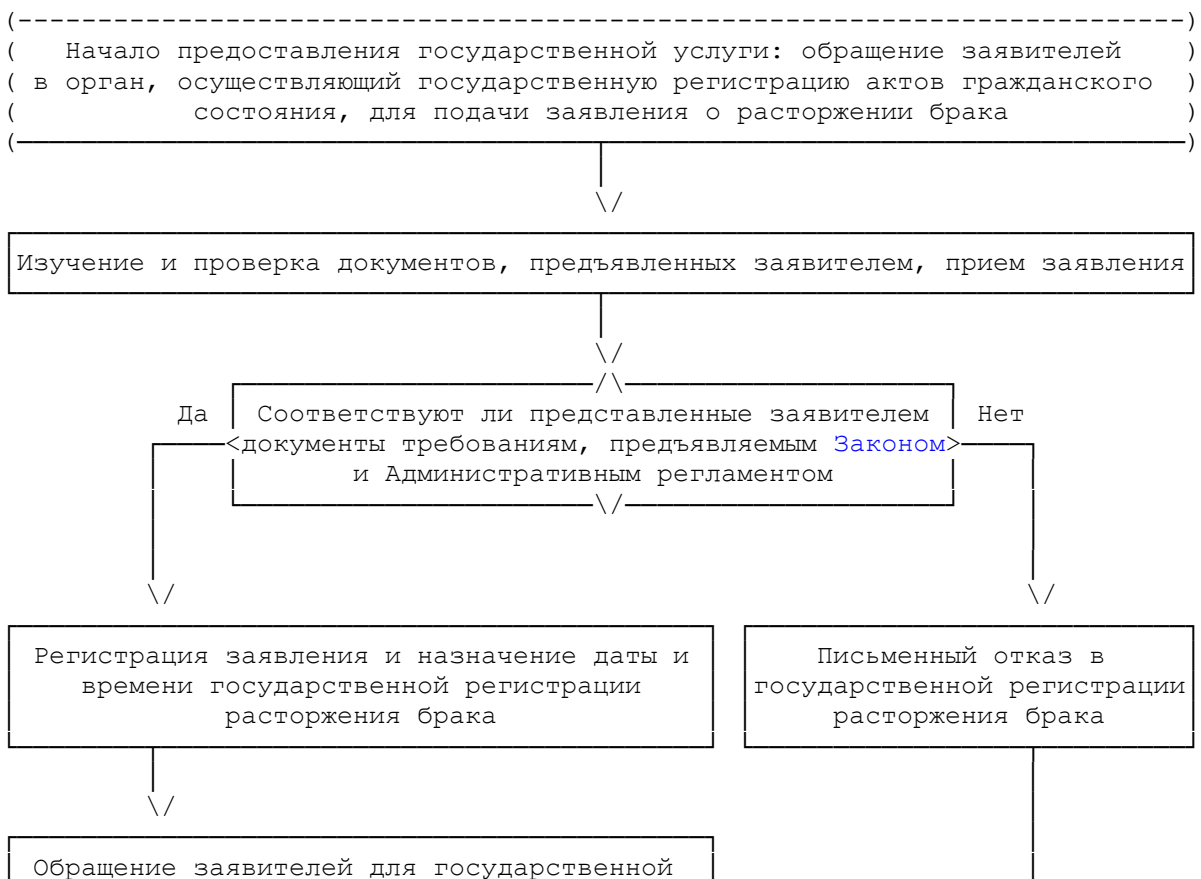 Начало предоставления государственной услуги: обращение заявителей
в орган, осуществляющий государственную регистрацию актов гражданского
состояния, для подачи заявления о расторжении брака
Изучение и проверка документов, предъявленных заявителем, прием заявления
Да
Соответствуют ли представленные заявителем
документы требованиям, предъявляемым Законом
и Административным регламентом
Нет
Регистрация заявления и назначение даты и
времени государственной регистрации
расторжения брака
Письменный отказ в
государственной регистрации
расторжения брака
Обращение заявителей для государственной